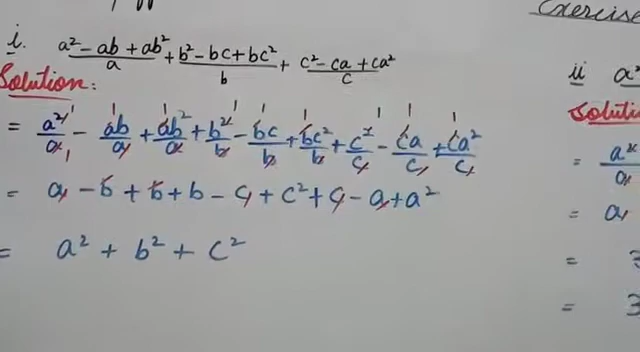 Exercise
i. (a² - ab + ab²)/a + (b² - bc + bc²)/b + (c² - ca + ca²)/c
Solution:
= a²/a - ab/a + ab²/a + b²/b - bc/b + bc²/b + c²/c - ca/c + ca²/c
= a - b + b + b - c + c² + c - a + a²
= a² + b² + c²
ii a²
= a²/a
= a
= 3
= 3